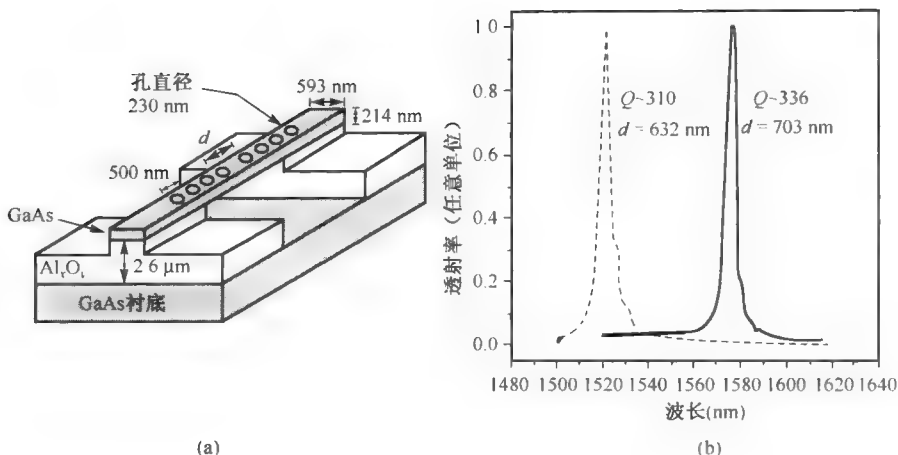 孔直径
230 nm
593 nm
214 nm
d
500 nm
GaAs
AlₓOₓ
2 6 μm
GaAs衬底
(a)
透射率（任意单位）
1 0
0.8
0.6
0.4
0.2
0.0
Q~310
d = 632 nm
Q~336
d = 703 nm
1480 1500 1520 1540 1560 1580 1600 1620 1640
波长(nm)
(b)